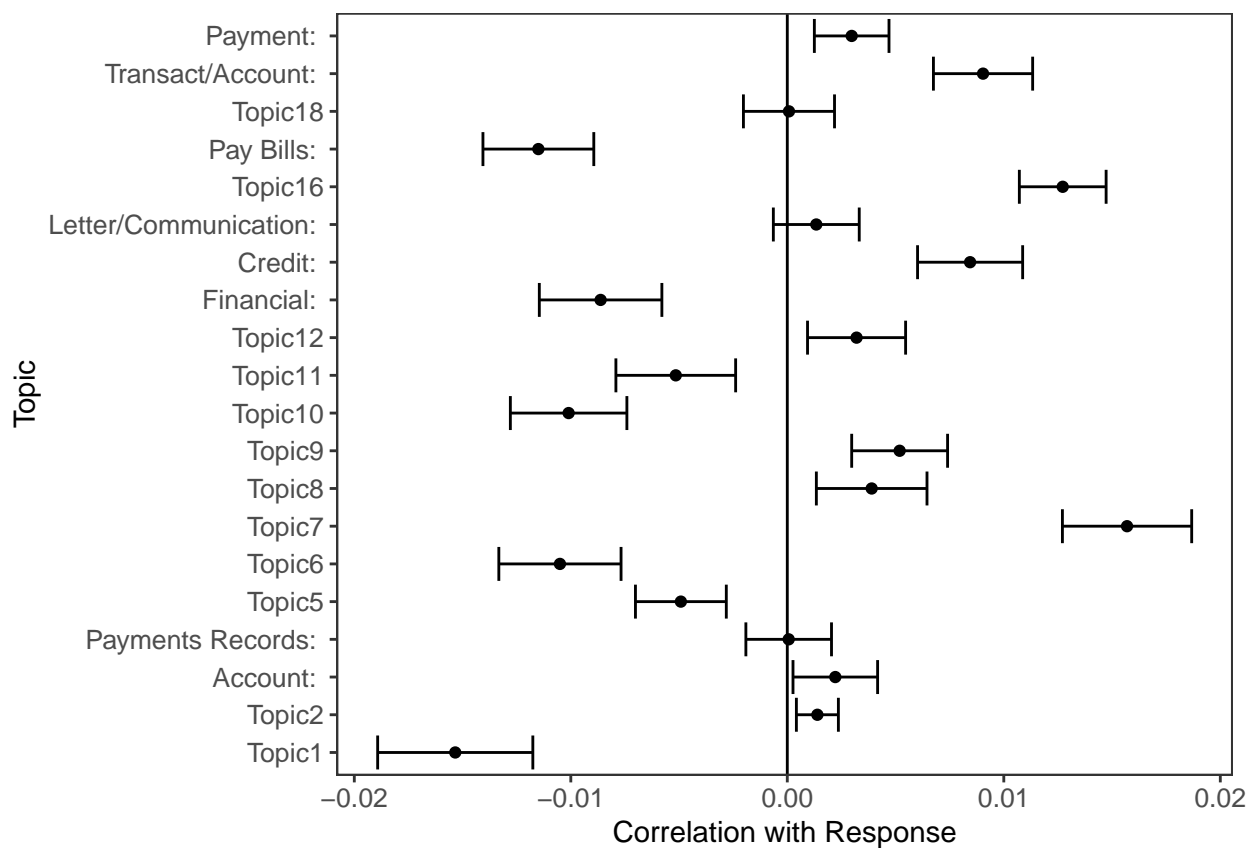 Payment:
Transact/Account:
Topic18
Pay Bills:
Topic16
Letter/Communication:
Credit:
Financial:
Topic12
Topic11
Topic10
Topic9
Topic8
Topic7
Topic6
Topic5
Payments Records:
Account:
Topic2
Topic1
Topic
−0.02 −0.01 0.00 0.01 0.02
Correlation with Response